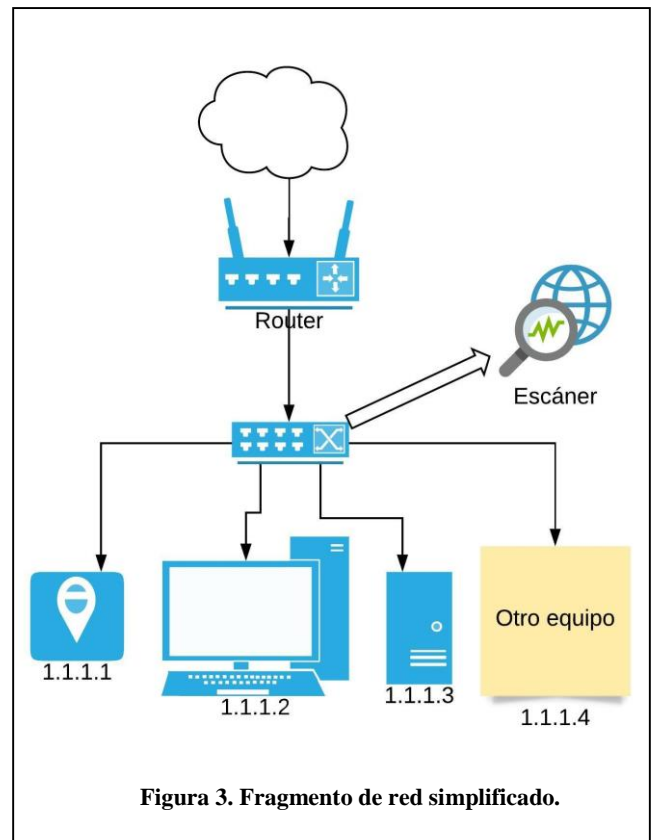 Router
Escáner
Otro equipo
1.1.1.1
1.1.1.2
1.1.1.3
1.1.1.4
Figura 3. Fragmento de red simplificado.